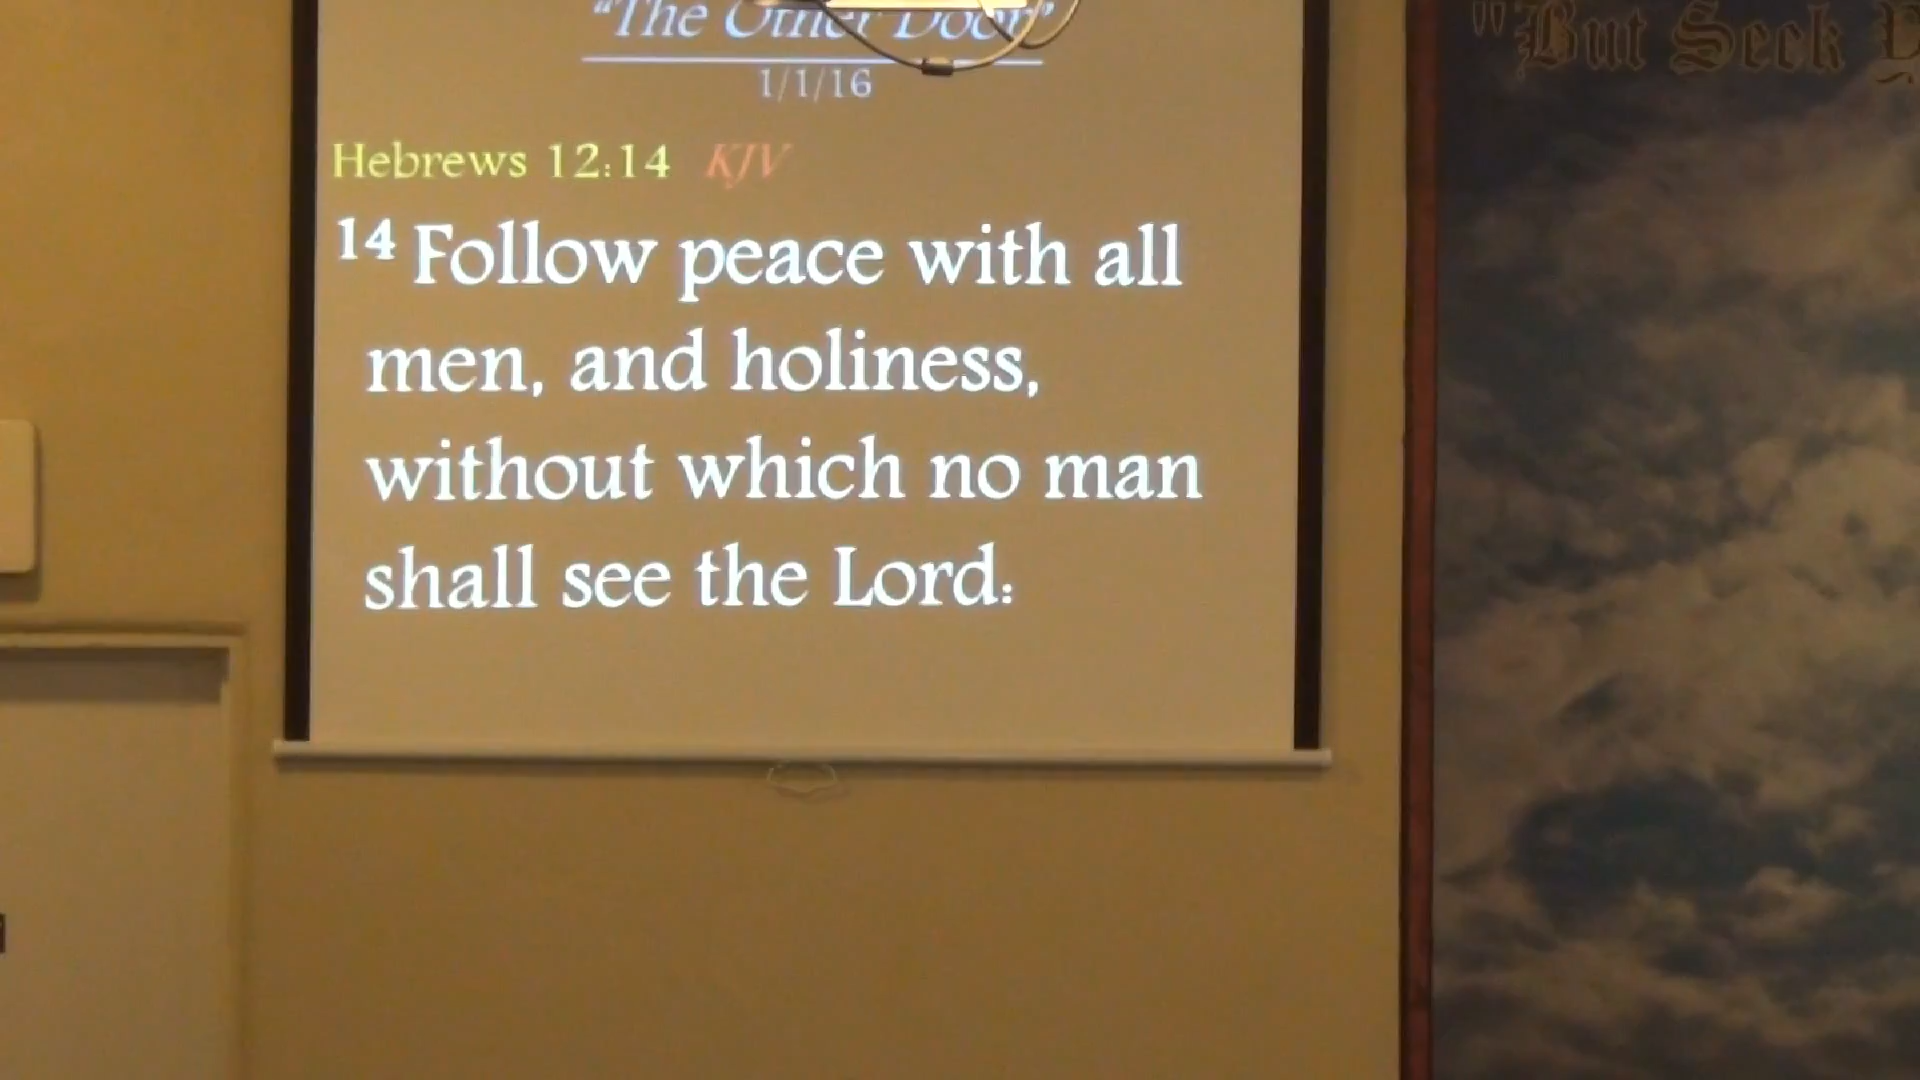 "The Other Door"
1/1/16
Hebrews 12:14 KJV
14 Follow peace with all
men, and holiness,
without which no man
shall see the Lord:
"But Seek